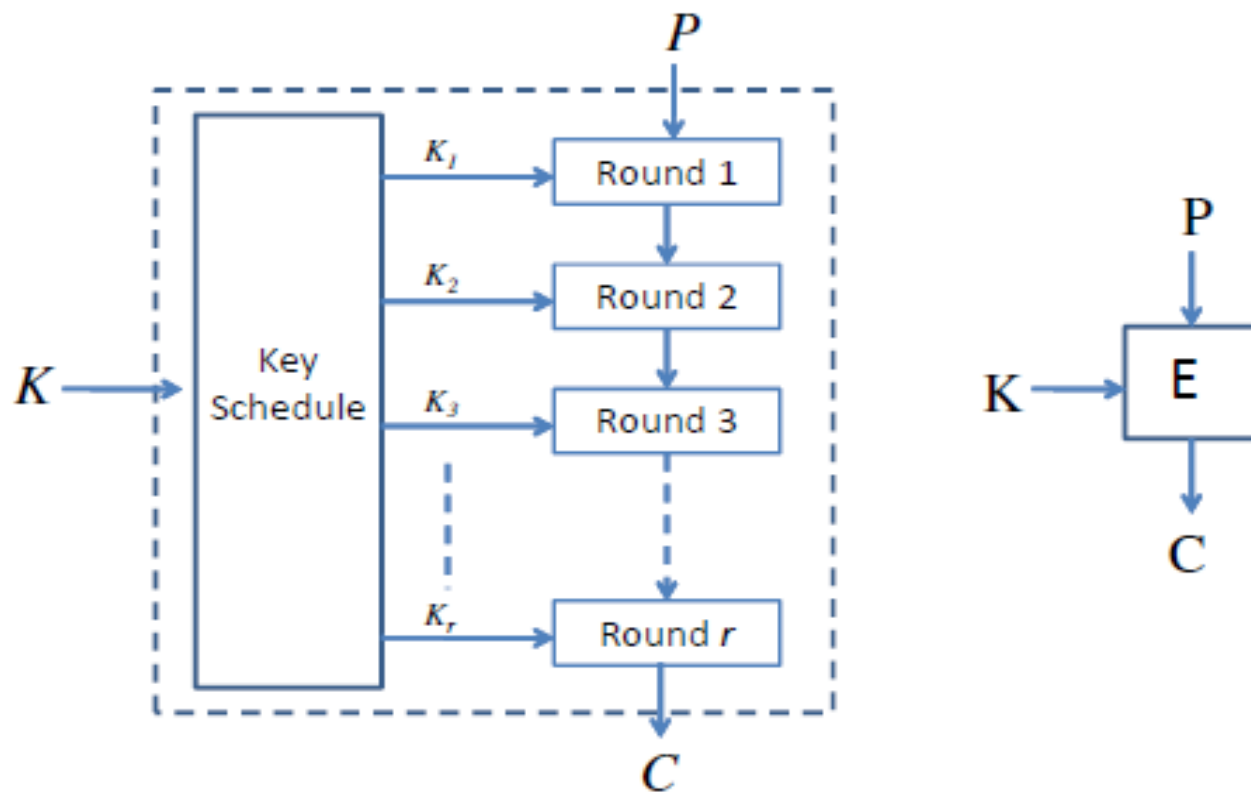 P
K₁
Round 1
K₂
Round 2
K
Key
Schedule
K₃
Round 3
Kᵣ
Round r
C
P
K
E
C